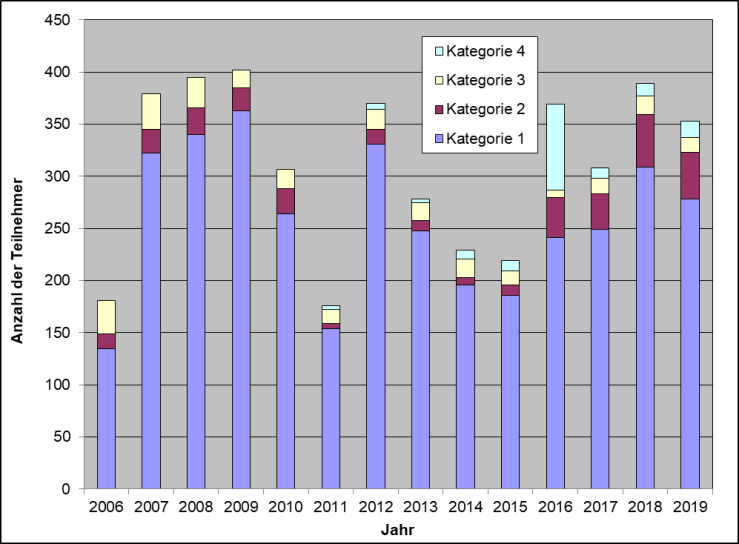 450
400
350
300
250
200
150
100
50
0
Anzahl der Teilnehmer
Kategorie 4
Kategorie 3
Kategorie 2
Kategorie 1
2006 2007 2008 2009 2010 2011 2012 2013 2014 2015 2016 2017 2018 2019
Jahr